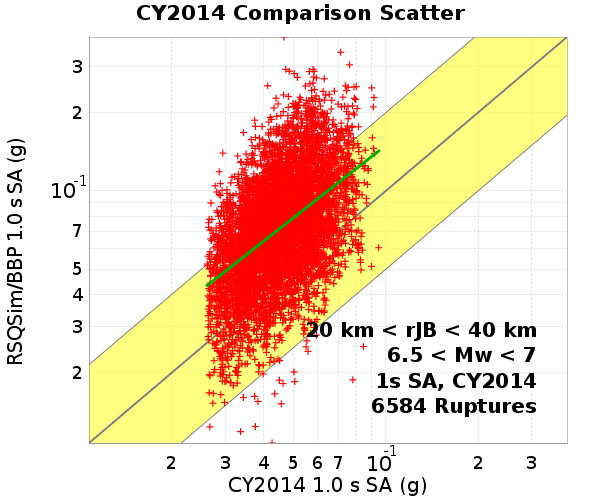 CY2014 Comparison Scatter
RSQSim/BBP 1.0 s SA (g)
3
2
10^-1
7
5
4
3
2
20 km < rJB < 40 km
6.5 < Mw < 7
1s SA, CY2014
6584 Ruptures
2 3 4 5 6 7 10^-1 2 3
CY2014 1.0 s SA (g)